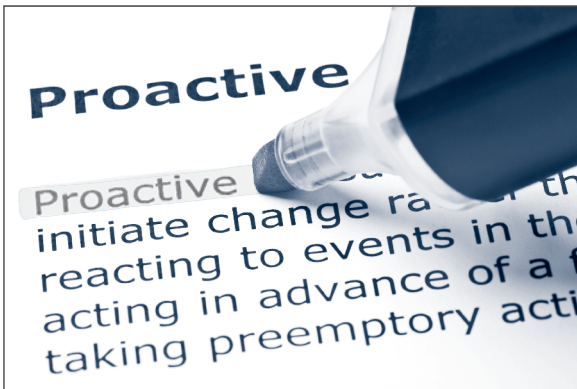 Proactive
Proactive
initiate change
reacting to events in
acting in advance of a
taking preemptory